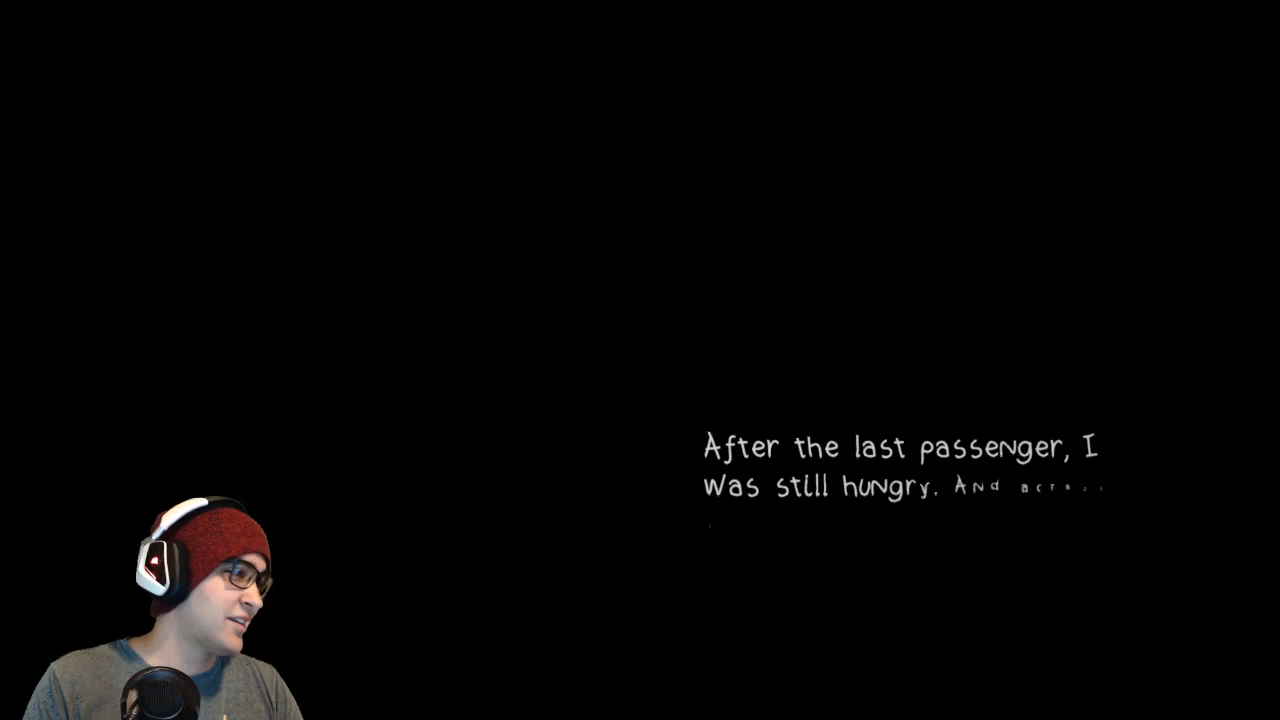 After the last passenger, I
was still hungry. And